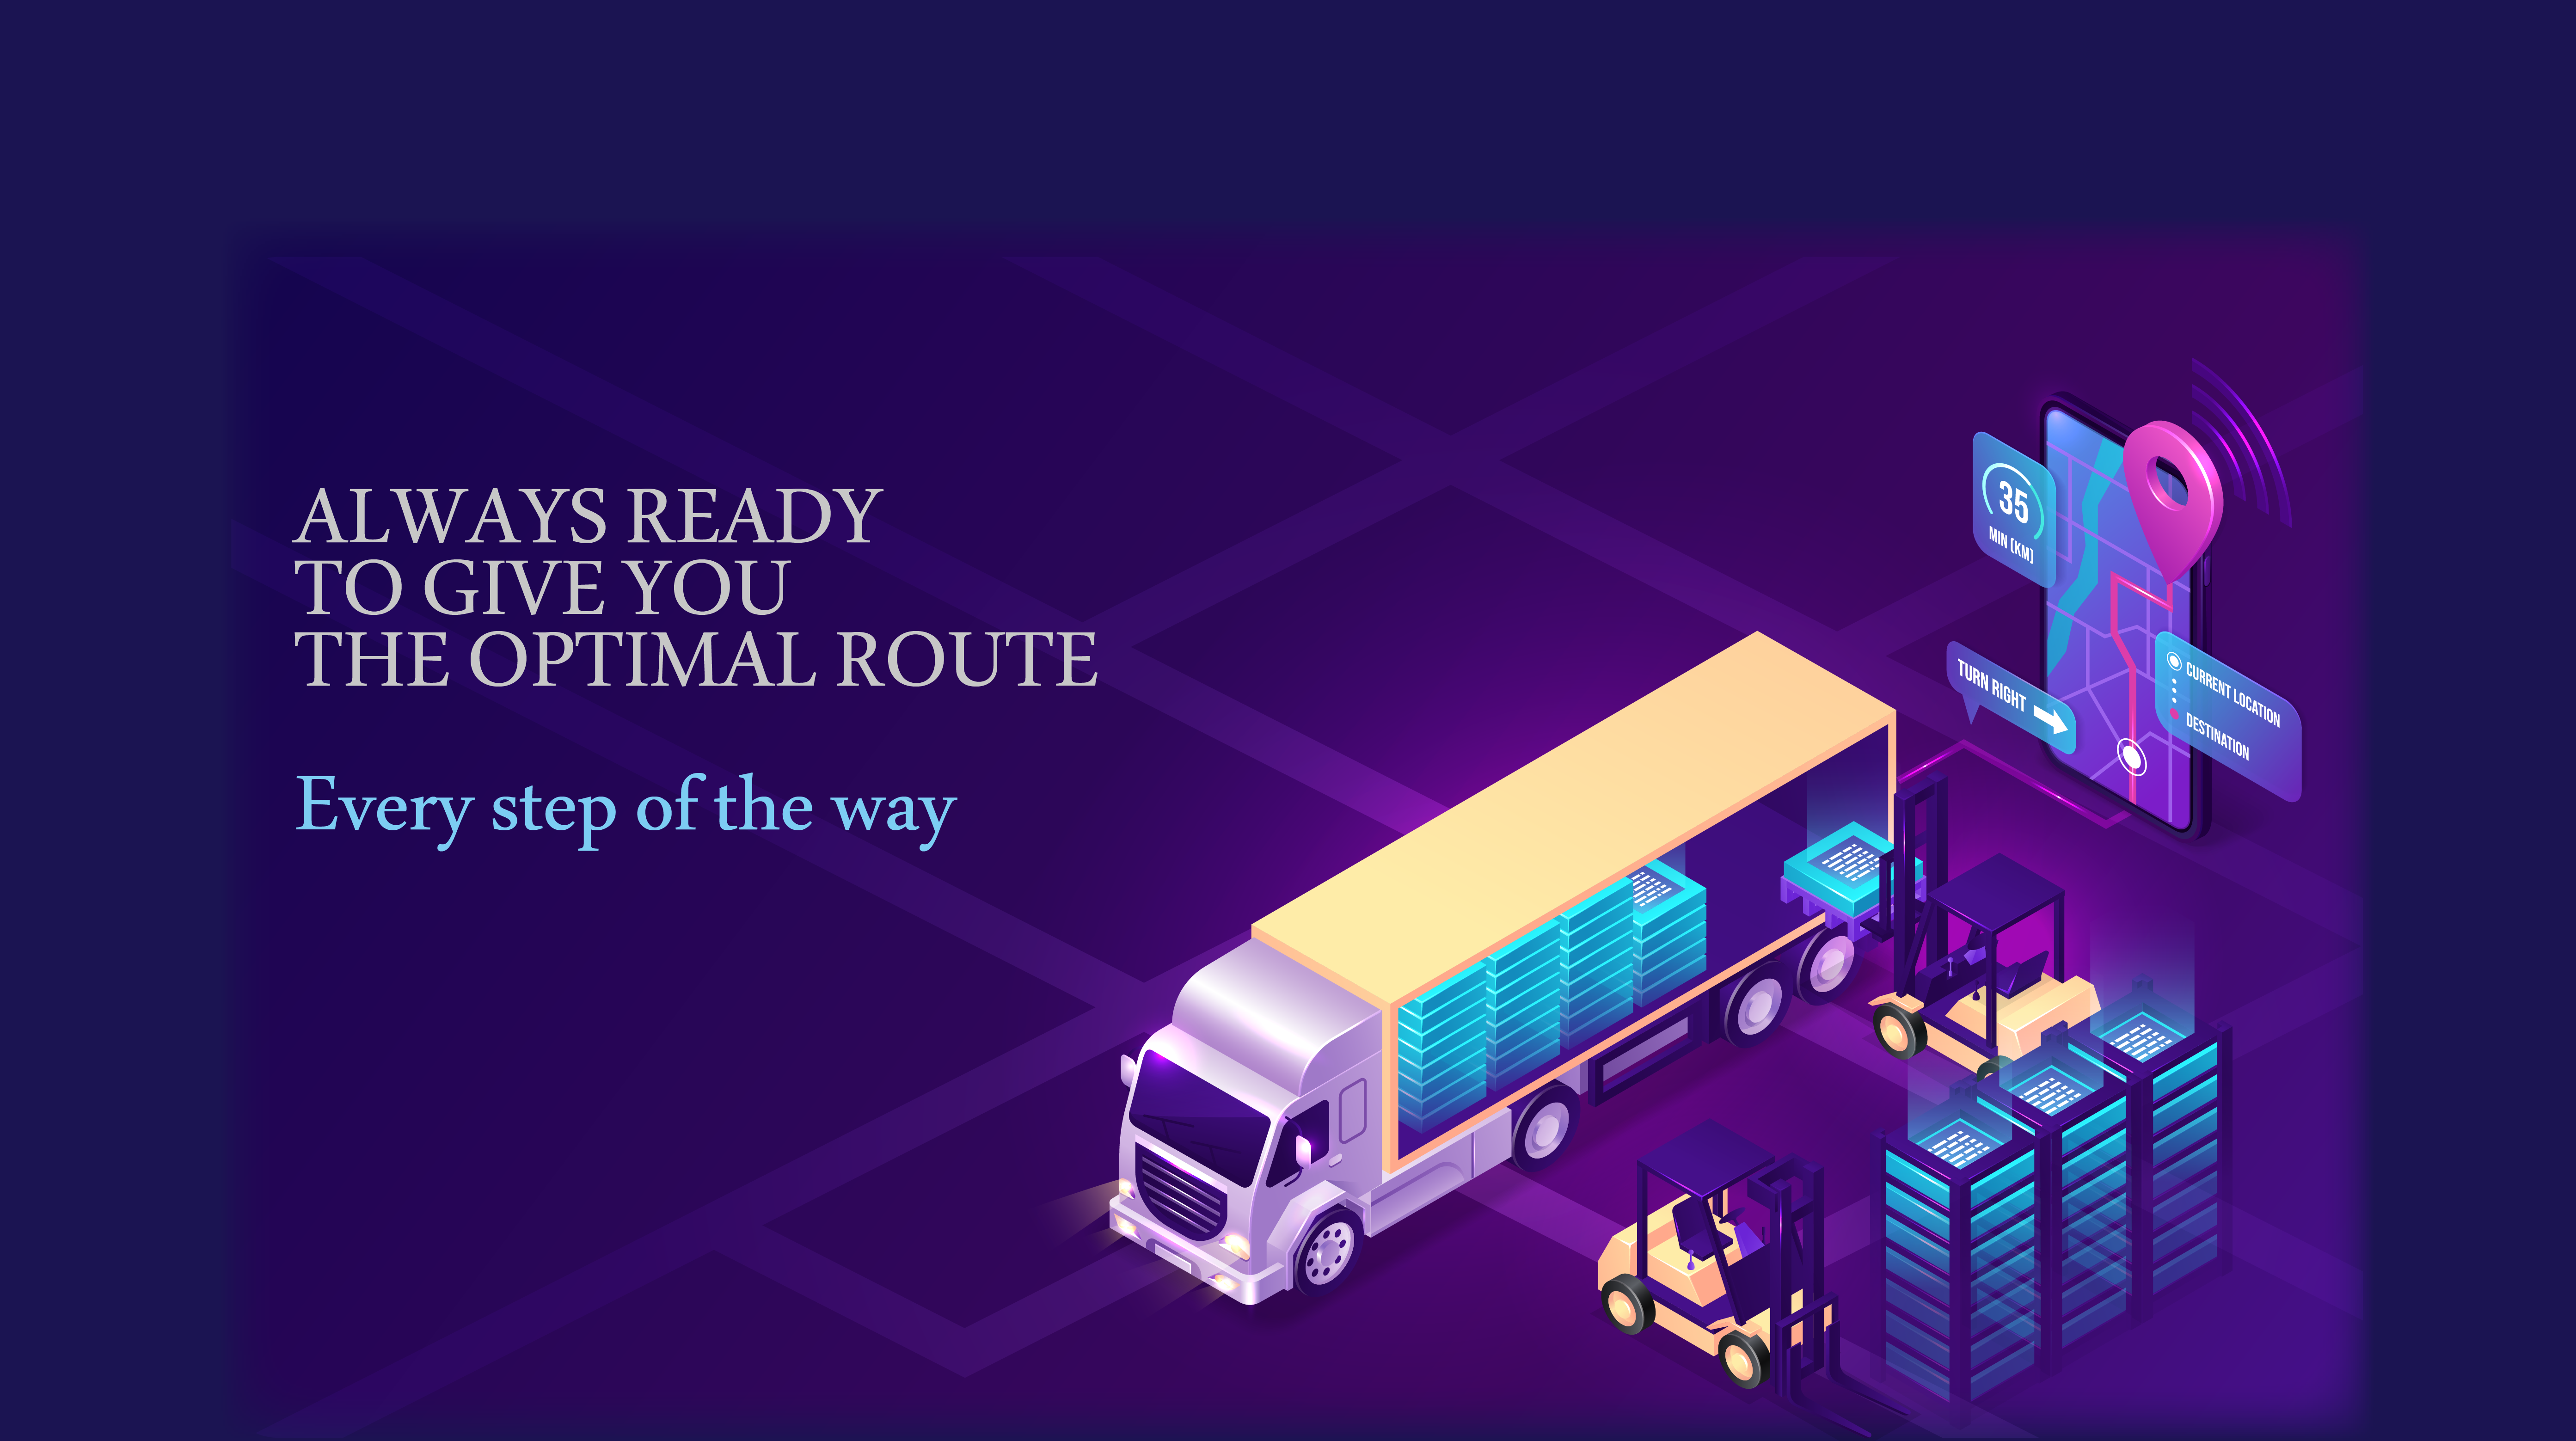 ALWAYS READY
TO GIVE YOU
THE OPTIMAL ROUTE
Every step of the way
35
MIN (KM)
TURN RIGHT
CURRENT LOCATION
DESTINATION